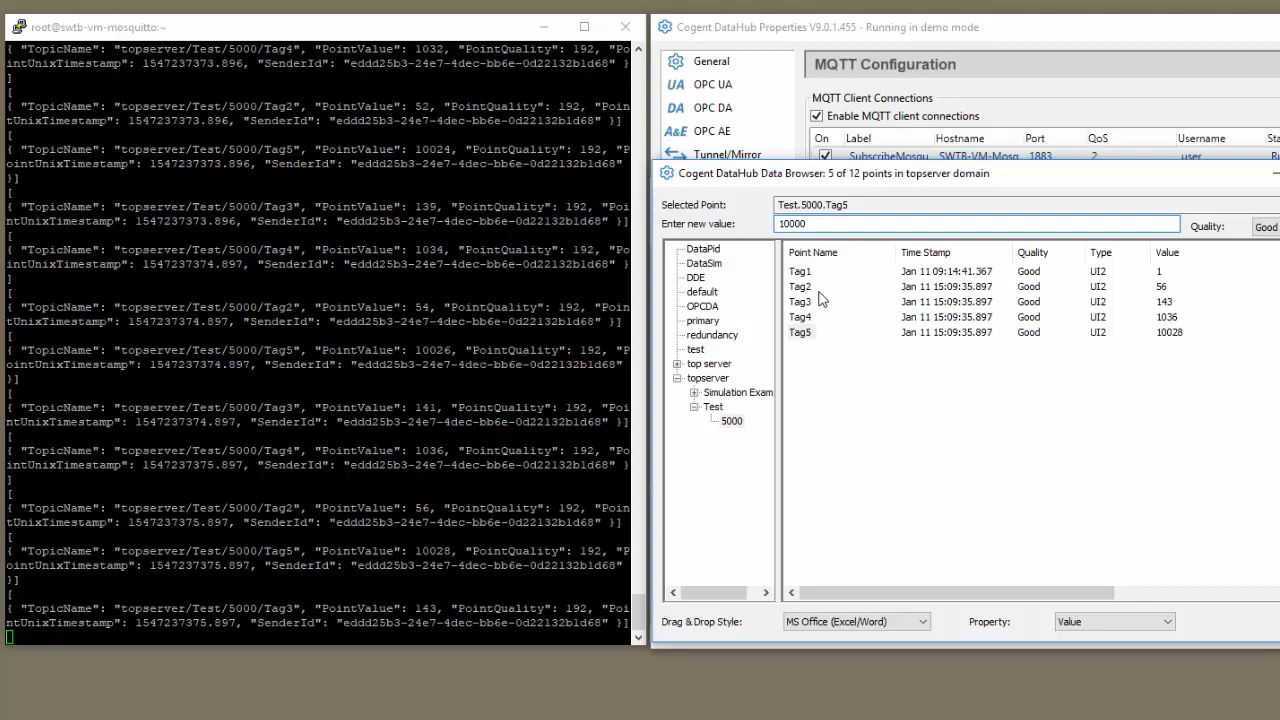 root@swtb-vm-mosquitto:~
{ "TopicName": "topserver/Test/5000/Tag4", "PointValue": 1032, "PointQuality": 192, "Po
intUnixTimestamp": 1547237373.896, "SenderId": "eddd25b3-24e7-4dec-bb6e-0d22132b1d68" }
]
[
{ "TopicName": "topserver/Test/5000/Tag2", "PointValue": 52, "PointQuality": 192, "Poin
tUnixTimestamp": 1547237373.896, "SenderId": "eddd25b3-24e7-4dec-bb6e-0d22132b1d68" }]
[
{ "TopicName": "topserver/Test/5000/Tag5", "PointValue": 10024, "PointQuality": 192, "P
ointUnixTimestamp": 1547237373.896, "SenderId": "eddd25b3-24e7-4dec-bb6e-0d22132b1d68"
}]
[
{ "TopicName": "topserver/Test/5000/Tag3", "PointValue": 139, "PointQuality": 192, "Poi
ntUnixTimestamp": 1547237373.896, "SenderId": "eddd25b3-24e7-4dec-bb6e-0d22132b1d68" }]
[
{ "TopicName": "topserver/Test/5000/Tag4", "PointValue": 1034, "PointQuality": 192, "Po
intUnixTimestamp": 1547237374.897, "SenderId": "eddd25b3-24e7-4dec-bb6e-0d22132b1d68" }
]
[
{ "TopicName": "topserver/Test/5000/Tag2", "PointValue": 54, "PointQuality": 192, "Poin
tUnixTimestamp": 1547237374.897, "SenderId": "eddd25b3-24e7-4dec-bb6e-0d22132b1d68" }]
[
{ "TopicName": "topserver/Test/5000/Tag5", "PointValue": 10026, "PointQuality": 192, "P
ointUnixTimestamp": 1547237374.897, "SenderId": "eddd25b3-24e7-4dec-bb6e-0d22132b1d68"
}]
[
{ "TopicName": "topserver/Test/5000/Tag3", "PointValue": 141, "PointQuality": 192, "Poi
ntUnixTimestamp": 1547237374.897, "SenderId": "eddd25b3-24e7-4dec-bb6e-0d22132b1d68" }]
[
{ "TopicName": "topserver/Test/5000/Tag4", "PointValue": 1036, "PointQuality": 192, "Po
intUnixTimestamp": 1547237375.897, "SenderId": "eddd25b3-24e7-4dec-bb6e-0d22132b1d68" }
]
[
{ "TopicName": "topserver/Test/5000/Tag2", "PointValue": 56, "PointQuality": 192, "Poin
tUnixTimestamp": 1547237375.897, "SenderId": "eddd25b3-24e7-4dec-bb6e-0d22132b1d68" }]
[
{ "TopicName": "topserver/Test/5000/Tag5", "PointValue": 10028, "PointQuality": 192, "P
ointUnixTimestamp": 1547237375.897, "SenderId": "eddd25b3-24e7-4dec-bb6e-0d22132b1d68"
}]
[
{ "TopicName": "topserver/Test/5000/Tag3", "PointValue": 143, "PointQuality": 192, "Poi
ntUnixTimestamp": 1547237375.897, "SenderId": "eddd25b3-24e7-4dec-bb6e-0d22132b1d68" }]
Cogent DataHub Properties V9.0.1.455 - Running in demo mode
General
UA OPC UA
DA OPC DA
A&E OPC AE
Tunnel/Mirror
MQTT Configuration
MQTT Client Connections
Enable MQTT client connections
On Label Hostname Port QoS Username Sta
SubscribeMosqu SWTB-VM-Mosq 1883 2 user
Cogent DataHub Data Browser: 5 of 12 points in topserver domain
Selected Point: Test.5000.Tag5
Enter new value: 10000 Quality: Good
DataPid
DataSim
DDE
default
OPCDA
primary
redundancy
test
top server
topserver
Simulation Exam
Test
5000
Point Name Time Stamp Quality Type Value
Tag1 Jan 11 09:14:41.367 Good UI2 1
Tag2 Jan 11 15:09:35.897 Good UI2 56
Tag3 Jan 11 15:09:35.897 Good UI2 143
Tag4 Jan 11 15:09:35.897 Good UI2 1036
Tag5 Jan 11 15:09:35.897 Good UI2 10028
Drag & Drop Style: MS Office (Excel/Word) Property: Value